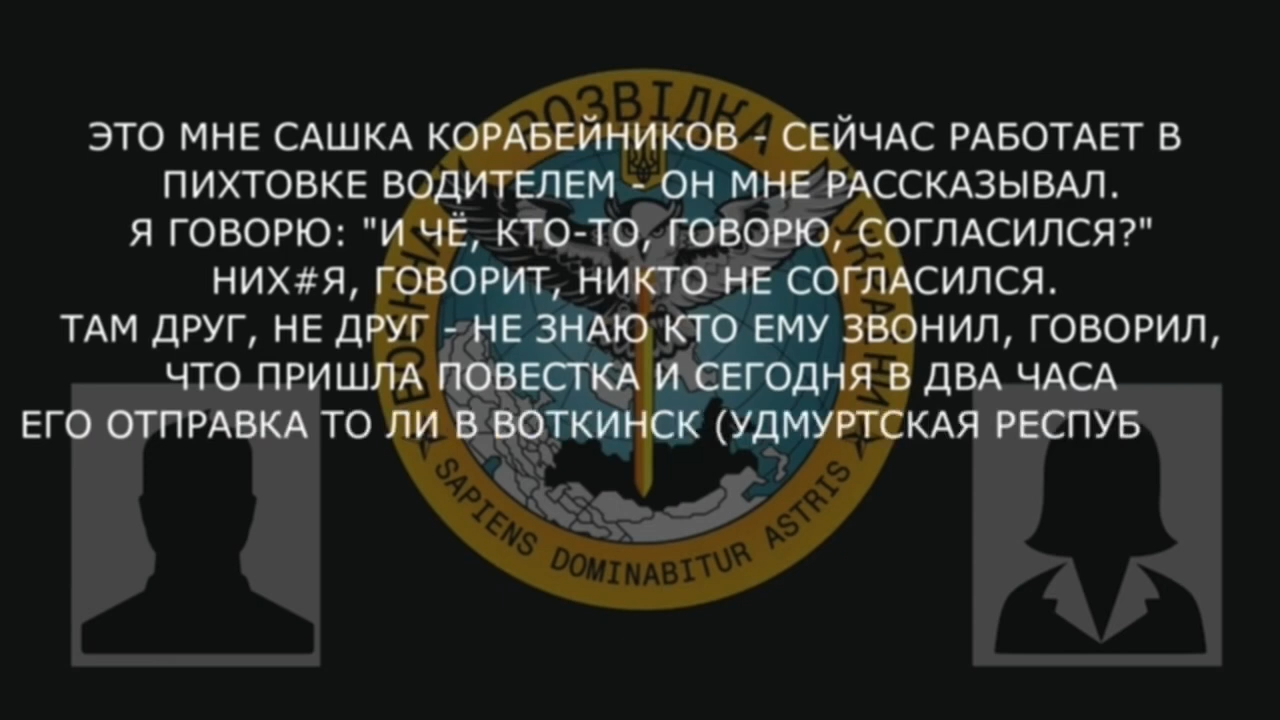 ЭТО МНЕ САШКА КОРАБЕЙНИКОВ - СЕЙЧАС РАБОТАЕТ В
ПИХТОВКЕ ВОДИТЕЛЕМ - ОН МНЕ РАССКАЗЫВАЛ.
Я ГОВОРЮ: "И ЧЁ, КТО-ТО, ГОВОРЮ, СОГЛАСИЛСЯ?"
НИХ#Я, ГОВОРИТ, НИКТО НЕ СОГЛАСИЛСЯ.
ТАМ ДРУГ, НЕ ДРУГ - НЕ ЗНАЮ КТО ЕМУ ЗВОНИЛ, ГОВОРИЛ,
ЧТО ПРИШЛА ПОВЕСТКА И СЕГОДНЯ В ДВА ЧАСА
ЕГО ОТПРАВКА ТО ЛИ В ВОТКИНСК (УДМУРТСКАЯ РЕСПУБ
РОЗВІДКА
УКРАЇНИ
SAPIENS DOMINABITUR ASTRIS